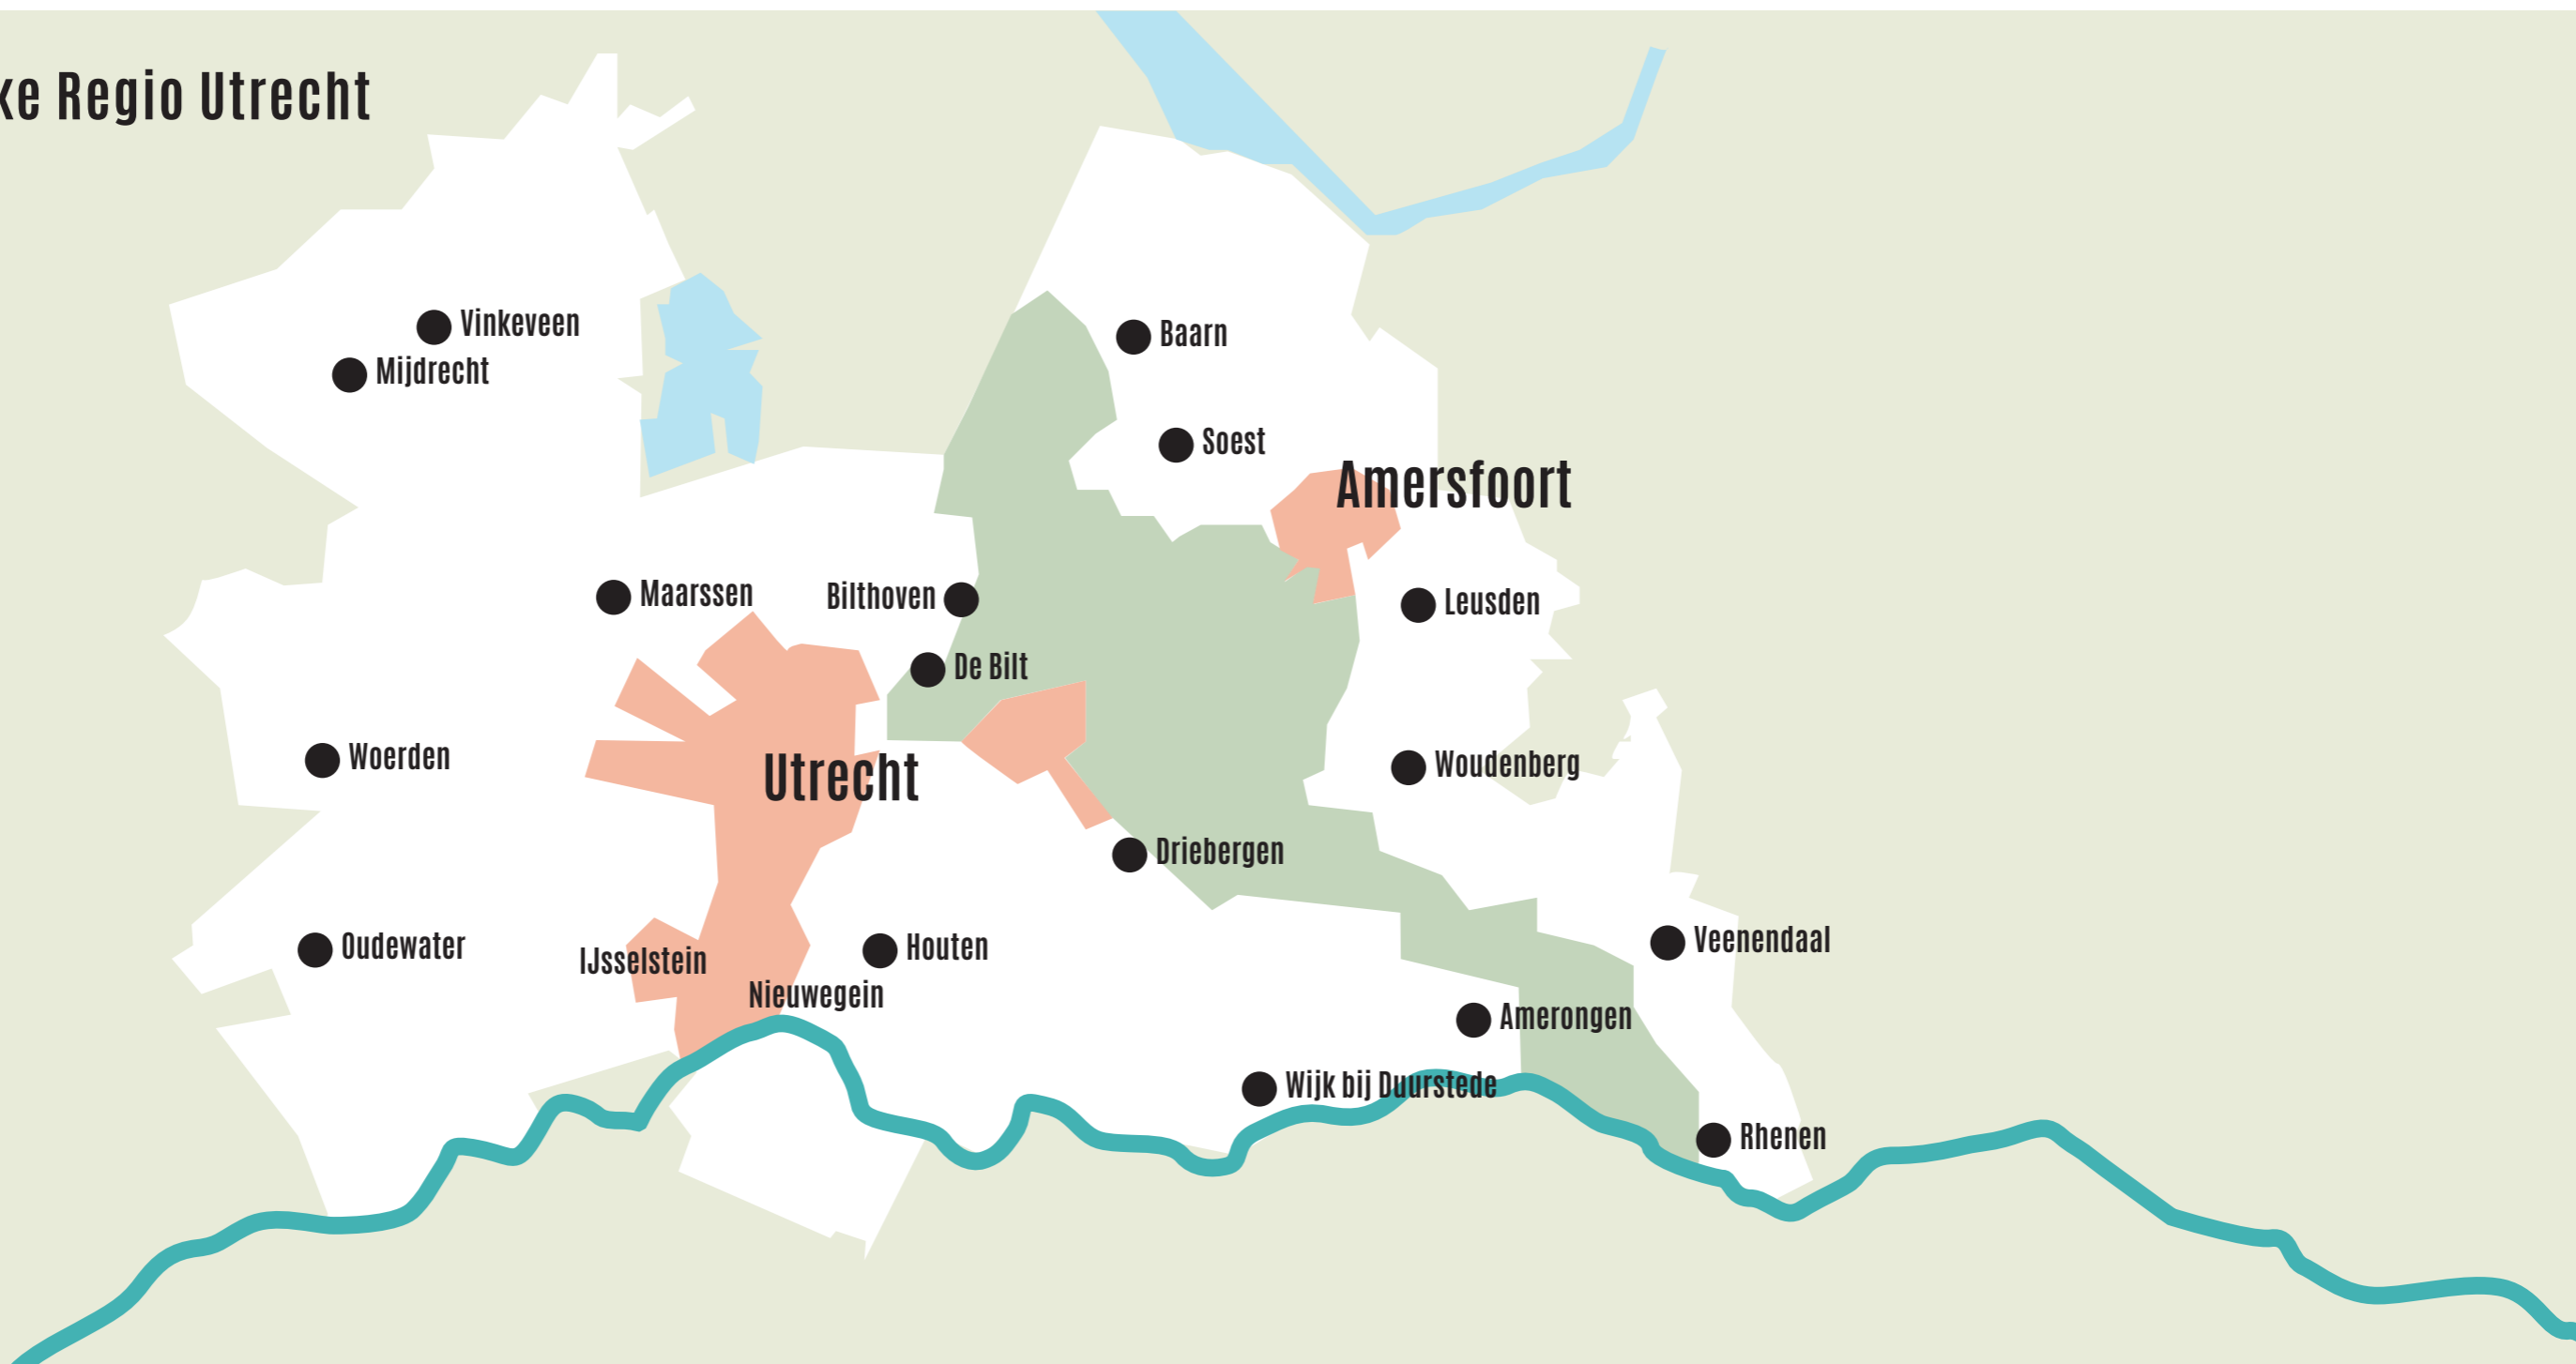 ke Regio Utrecht
Vinkeveen
Baarn
Mijdrecht
Soest
Amersfoort
Maarssen
Bilthoven
Leusden
De Bilt
Woerden
Utrecht
Woudenberg
Driebergen
Oudewater
IJsselstein
Houten
Veenendaal
Nieuwegein
Amerongen
Wijk bij Duurstede
Rhenen